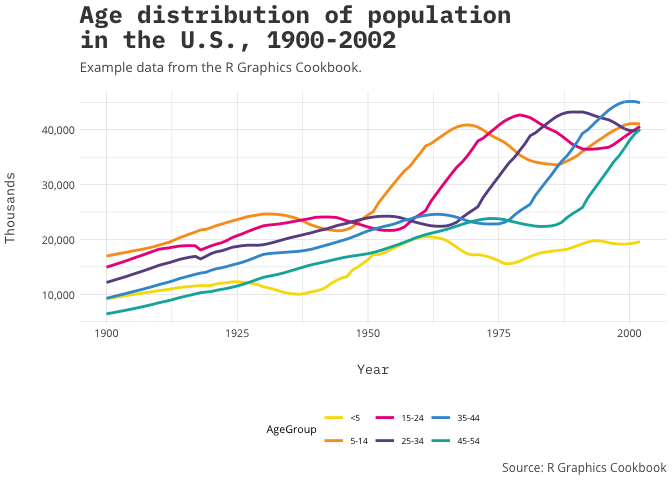 Age distribution of population
in the U.S., 1900-2002
Example data from the R Graphics Cookbook.
Thousands
40,000
30,000
20,000
10,000
1900 1925 1950 1975 2000
Year
AgeGroup
<5 15-24 35-44
5-14 25-34 45-54
Source: R Graphics Cookbook